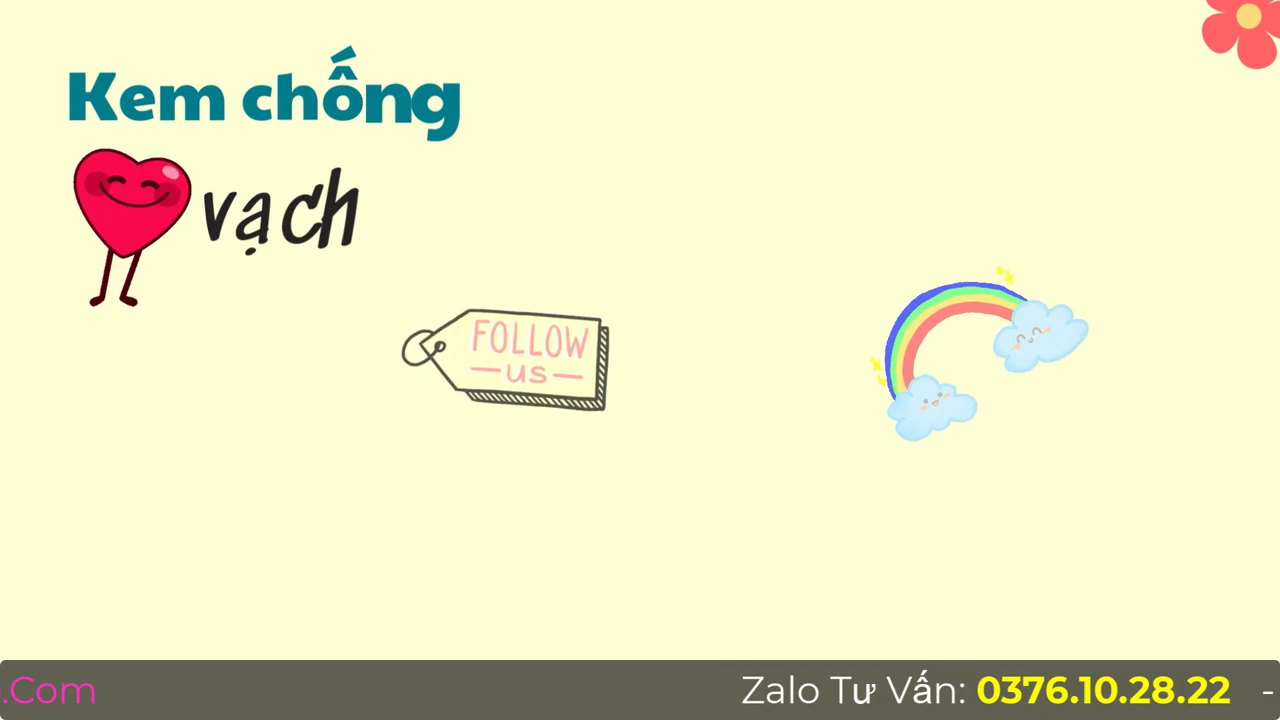 Kem chống
vạch
FOLLOW
us
.Com
Zalo Tư Vấn: 0376.10.28.22 -